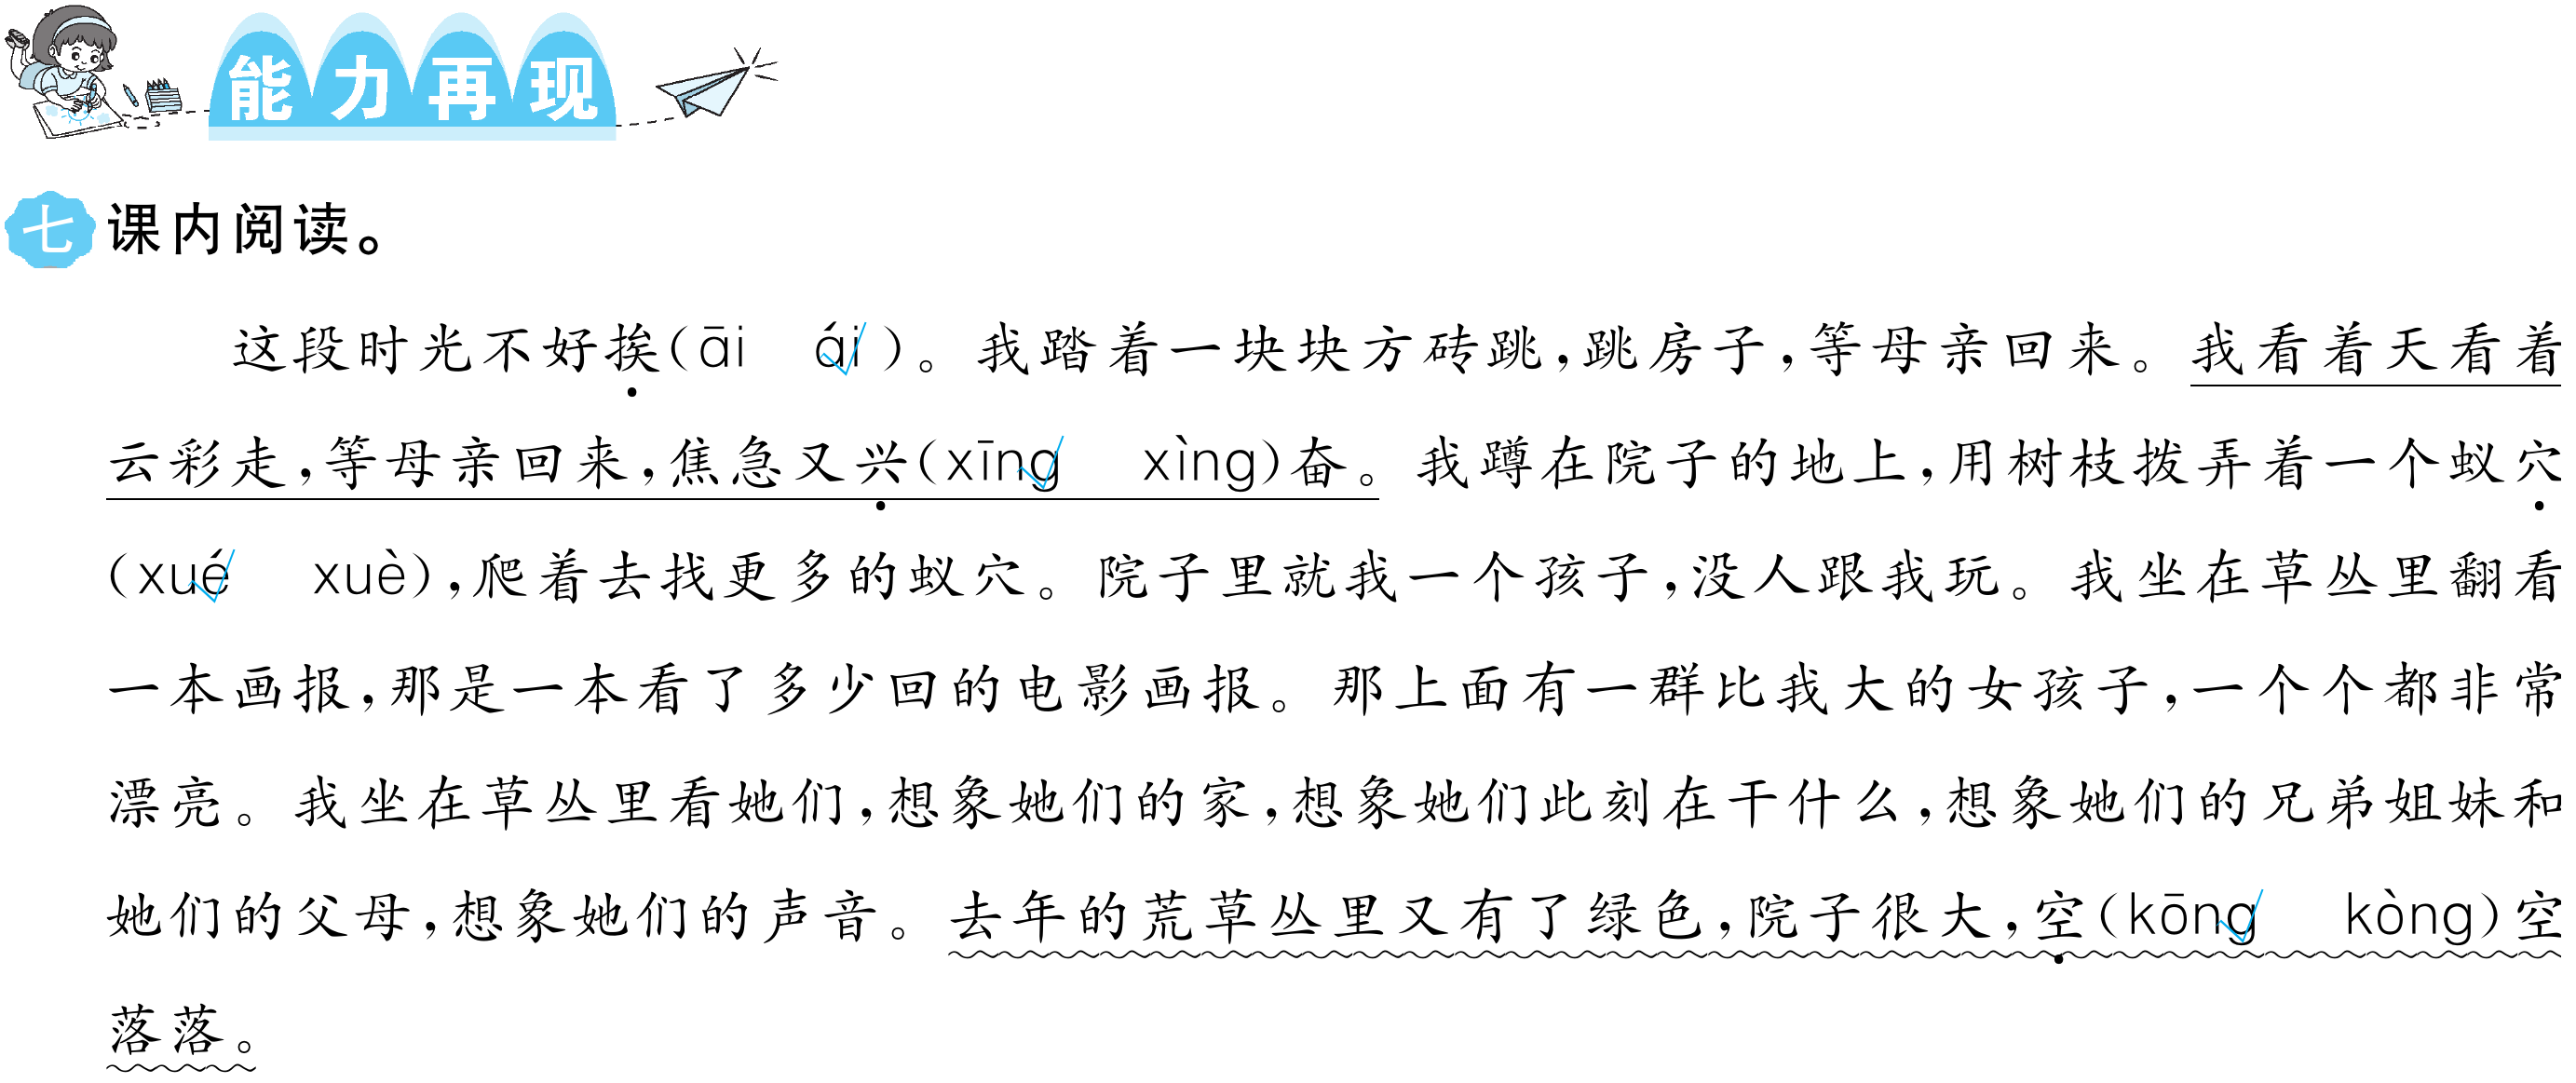 能力再现
七 课内阅读。
这段时光不好挨(āi ái)。我踏着一块块方砖跳,跳房子,等母亲回来。我看着天看着
云彩走,等母亲回来,焦急又兴(xīng xìng)奋。我蹲在院子的地上,用树枝拨弄着一个蚁穴
(xué xuè),爬着去找更多的蚁穴。院子里就我一个孩子,没人跟我玩。我坐在草丛里翻看
一本画报,那是一本看了多少回的电影画报。那上面有一群比我大的女孩子,一个个都非常
漂亮。我坐在草丛里看她们,想象她们的家,想象她们此刻在干什么,想象她们的兄弟姐妹和
她们的父母,想象她们的声音。去年的荒草丛里又有了绿色,院子很大,空(kōng kòng)空
落落。